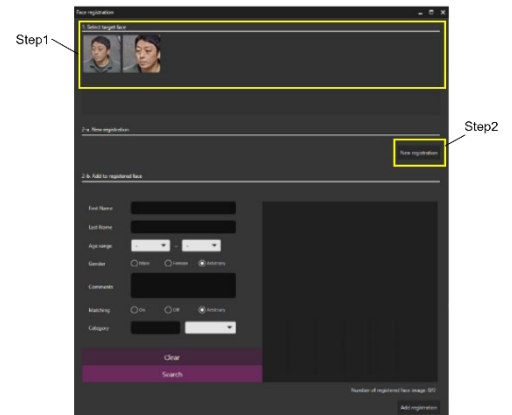 Face registration
1. Select target face
Step1
2-a. New registration
Step2
New registration
2-b. Add to registered face
First Name
Last Name
Age range - ~ -
Gender Male Female Arbitrary
Comments
Matching On Off Arbitrary
Category
Clear
Search
Number of registered face image: 0/5
Add registration